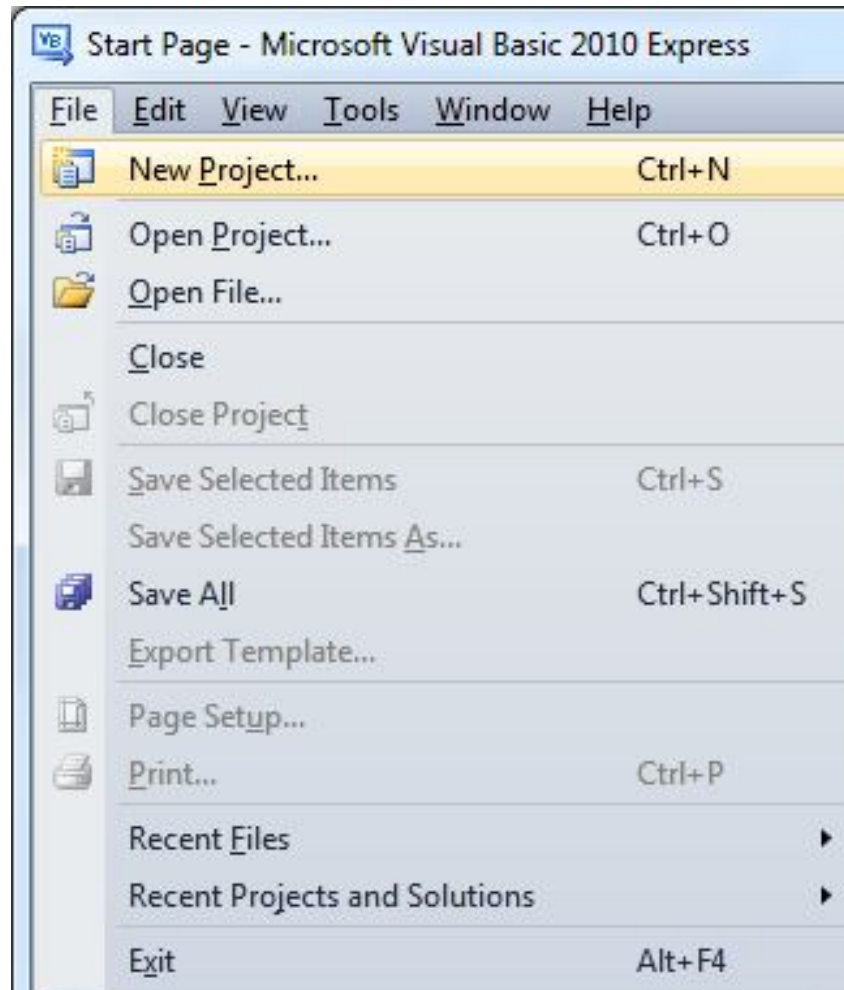 VB Start Page - Microsoft Visual Basic 2010 Express
File Edit View Tools Window Help
New Project... Ctrl+N
Open Project... Ctrl+O
Open File...
Close
Close Project
Save Selected Items Ctrl+S
Save Selected Items As...
Save All Ctrl+Shift+S
Export Template...
Page Setup...
Print... Ctrl+P
Recent Files
Recent Projects and Solutions
Exit Alt+F4